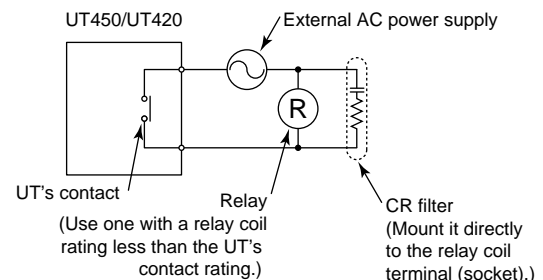 UT450/UT420
External AC power supply
R
UT's contact
Relay
(Use one with a relay coil
rating less than the UT's
contact rating.)
CR filter
(Mount it directly
to the relay coil
terminal (socket).)